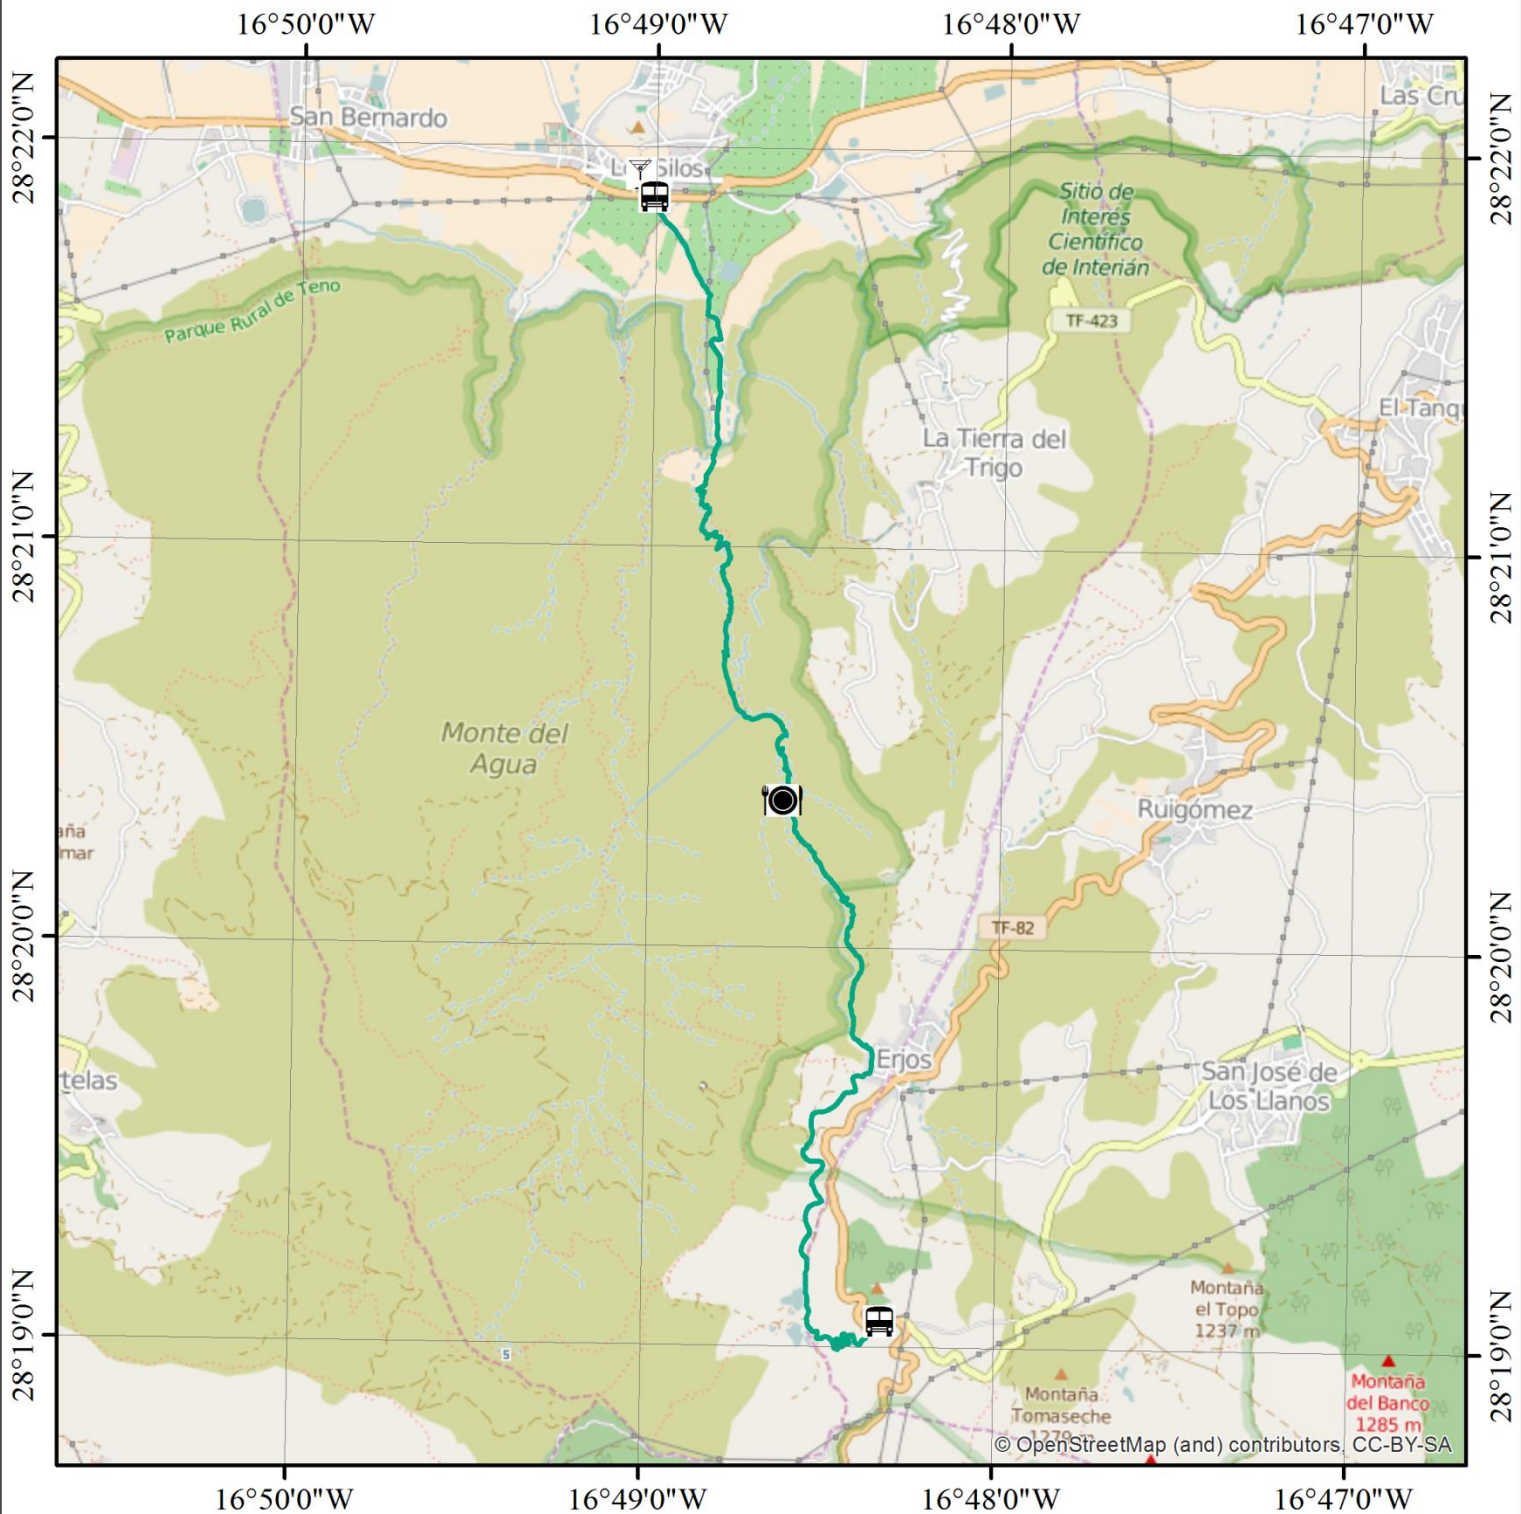 16°50'0"W
16°49'0"W
16°48'0"W
16°47'0"W
28°22'0"N
28°22'0"N
San Bernardo
Las Cru
Los Silos
Sitio de
Interés
Científico
de Interián
Parque Rural de Teno
TF-423
El Tanqu
La Tierra del
Trigo
28°21'0"N
28°21'0"N
Monte del
Agua
Ruigómez
aña
mar
28°20'0"N
28°20'0"N
TF-82
Erjos
San José de
Los Llanos
telas
Montaña
el Topo
1237 m
28°19'0"N
28°19'0"N
5
Montaña
del Banco
1285 m
Montaña
Tomaseche
© OpenStreetMap (and) contributors, CC-BY-SA
16°50'0"W
16°49'0"W
16°48'0"W
16°47'0"W